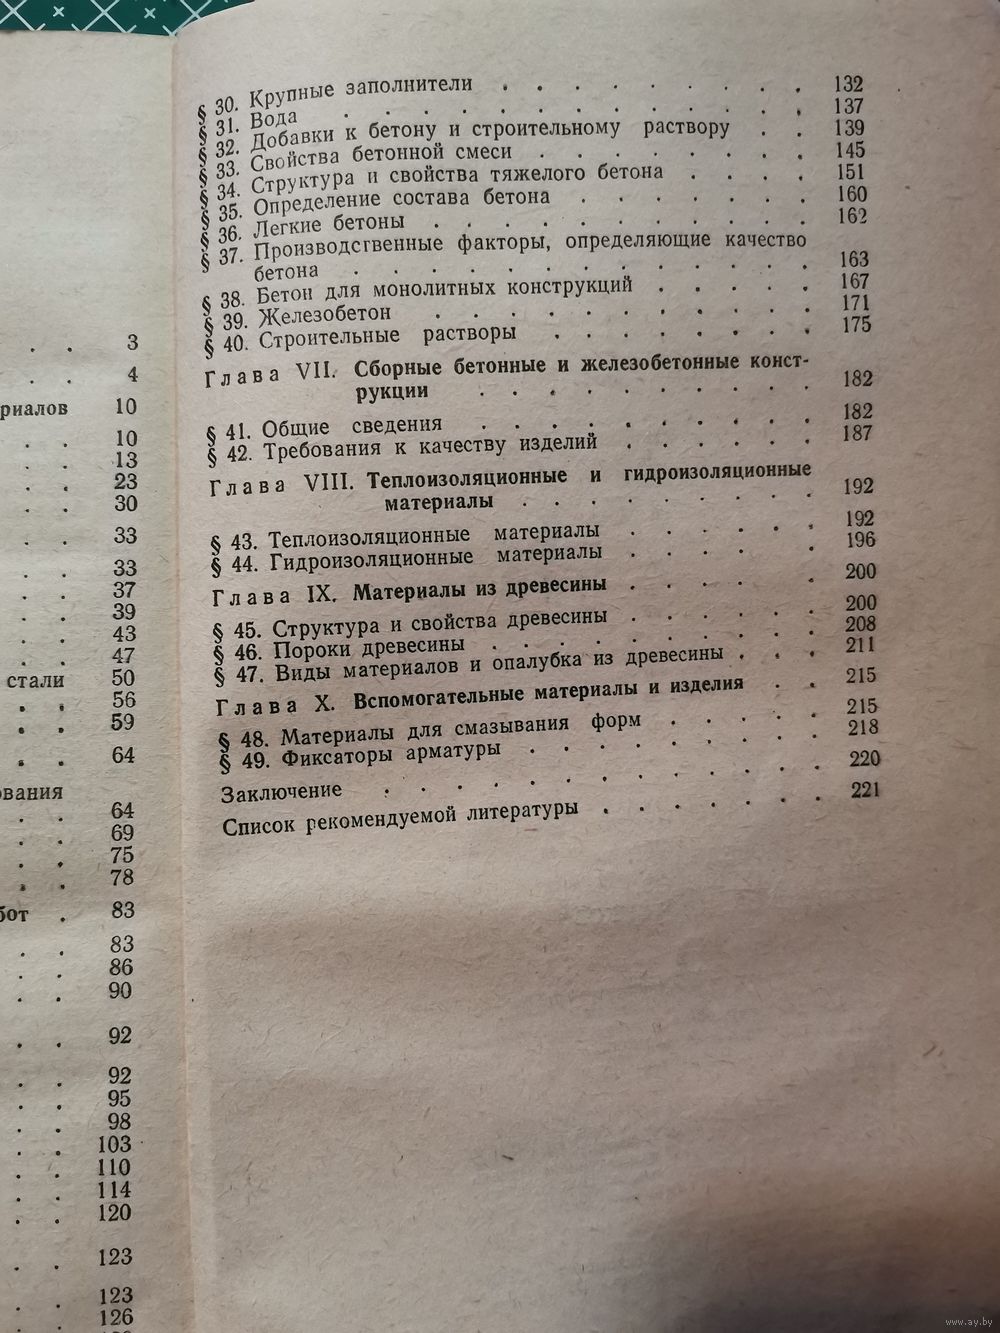 3
4
риалов 10
10
13
23
30
33
33
37
39
43
47
стали 50
56
59
64
ования
64
69
75
78
бот . 83
83
86
90
92
92
95
98
103
110
114
120
123
123
126
§ 30. Крупные заполнители . . . . . . . . 132
§ 31. Вода . . . . . . . . . . . . 137
§ 32. Добавки к бетону и строительному раствору . . 139
§ 33. Свойства бетонной смеси . . . . . . . . 145
§ 34. Структура и свойства тяжелого бетона . . . . 151
§ 35. Определение состава бетона . . . . . . . 160
§ 36. Легкие бетоны . . . . . . . . . . 162
§ 37. Производственные факторы, определяющие качество
бетона . . . . . . . . . . . . 163
§ 38. Бетон для монолитных конструкций . . . . . 167
§ 39. Железобетон . . . . . . . . . . 171
§ 40. Строительные растворы . . . . . . . 175
Глава VII. Сборные бетонные и железобетонные конст-
рукции . . . . . . . . . 182
§ 41. Общие сведения . . . . . . . . . 182
§ 42. Требования к качеству изделий . . . . . . 187
Глава VIII. Теплоизоляционные и гидроизоляционные
материалы . . . . . . . . 192
§ 43. Теплоизоляционные материалы . . . . . . 192
§ 44. Гидроизоляционные материалы . . . . . 196
Глава IX. Материалы из древесины . . . . . 200
§ 45. Структура и свойства древесины . . . . . . 200
§ 46. Пороки древесины . . . . . . . . . 208
§ 47. Виды материалов и опалубка из древесины . . . 211
Глава X. Вспомогательные материалы и изделия . . 215
§ 48. Материалы для смазывания форм . . . . . 215
§ 49. Фиксаторы арматуры . . . . . . . . 218
Заключение . . . . . . . . . . . . 220
Список рекомендуемой литературы . . . . . . . 221
www.ay.by